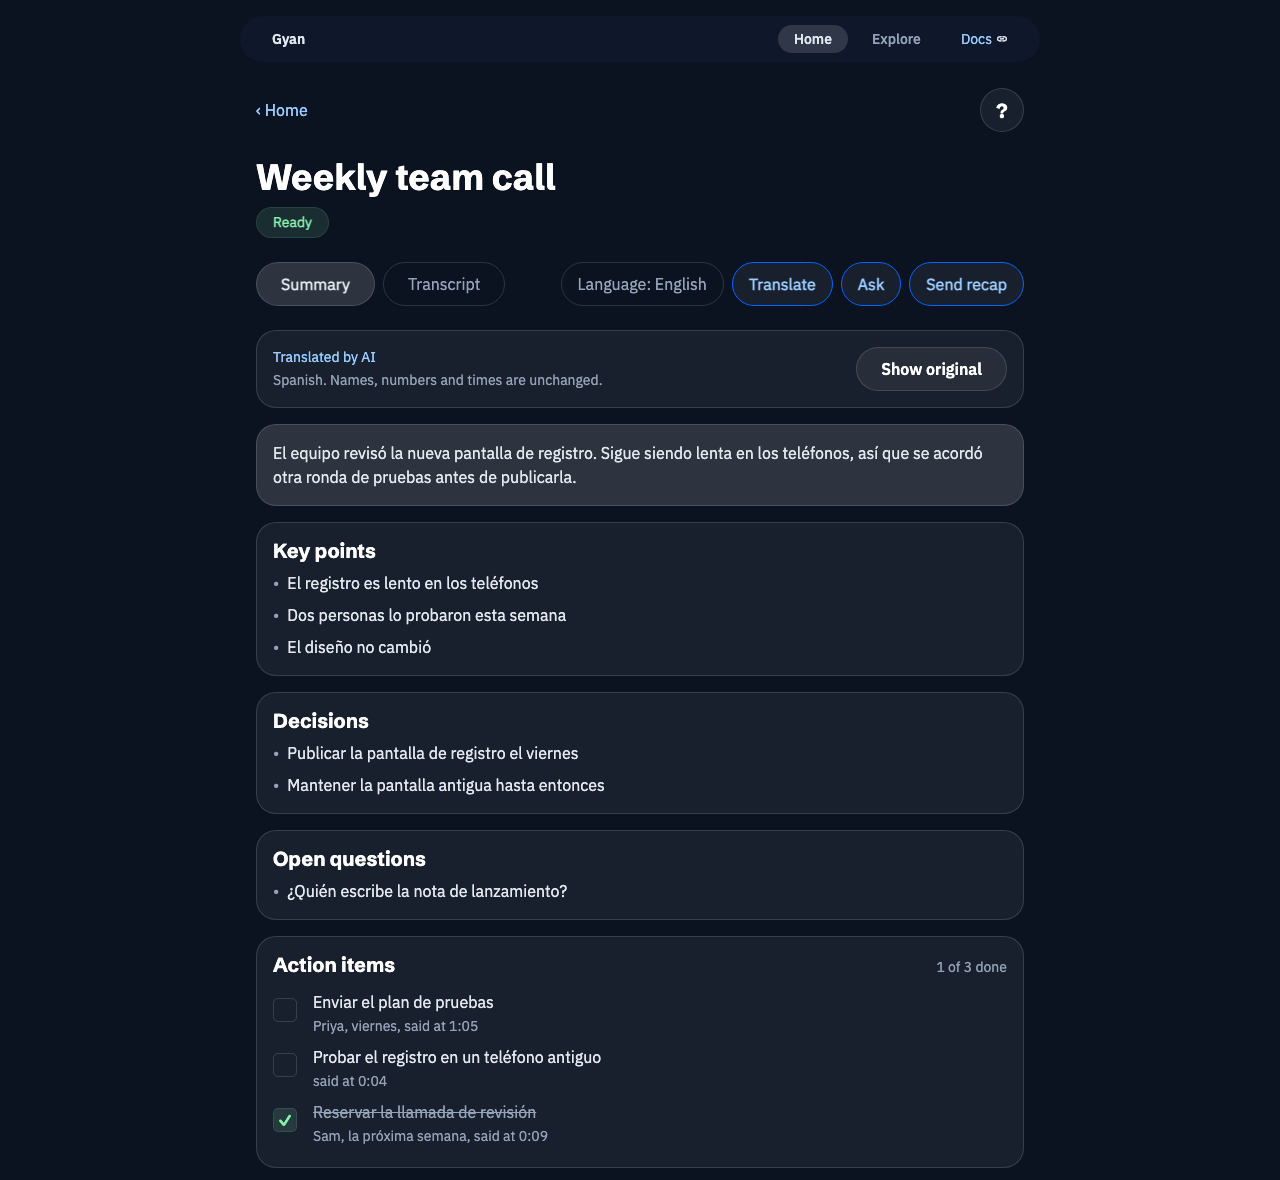 Gyan
Home
Explore
Docs
‹ Home
?
Weekly team call
Ready
Summary
Transcript
Language: English
Translate
Ask
Send recap
Translated by AI
Spanish. Names, numbers and times are unchanged.
Show original
El equipo revisó la nueva pantalla de registro. Sigue siendo lenta en los teléfonos, así que se acordó
otra ronda de pruebas antes de publicarla.
Key points
• El registro es lento en los teléfonos
• Dos personas lo probaron esta semana
• El diseño no cambió
Decisions
• Publicar la pantalla de registro el viernes
• Mantener la pantalla antigua hasta entonces
Open questions
• ¿Quién escribe la nota de lanzamiento?
Action items
1 of 3 done
Enviar el plan de pruebas
Priya, viernes, said at 1:05
Probar el registro en un teléfono antiguo
said at 0:04
Reservar la llamada de revisión
Sam, la próxima semana, said at 0:09